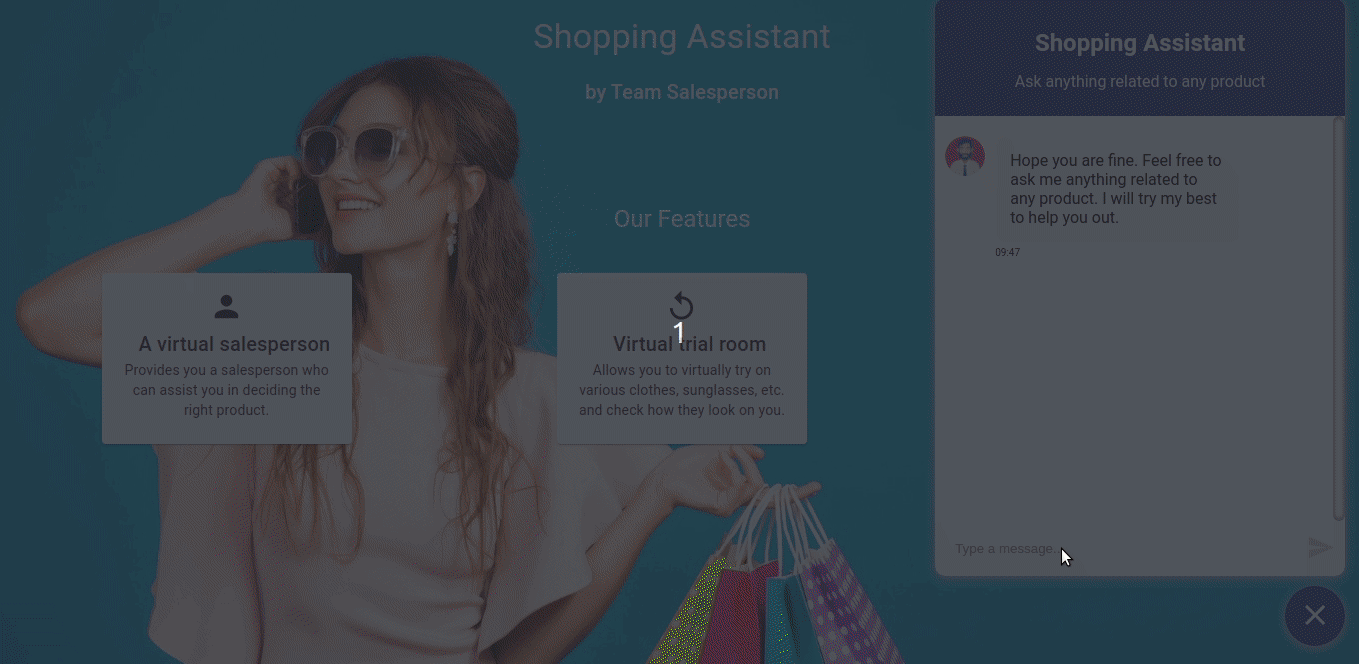 Shopping Assistant
by Team Salesperson
Our Features
A virtual salesperson
Provides you a salesperson who
can assist you in deciding the
right product.
1
Virtual trial room
Allows you to virtually try on
various clothes, sunglasses, etc.
and check how they look on you.
Shopping Assistant
Ask anything related to any product
Hope you are fine. Feel free to
ask me anything related to
any product. I will try my best
to help you out.
09:47
Type a message...